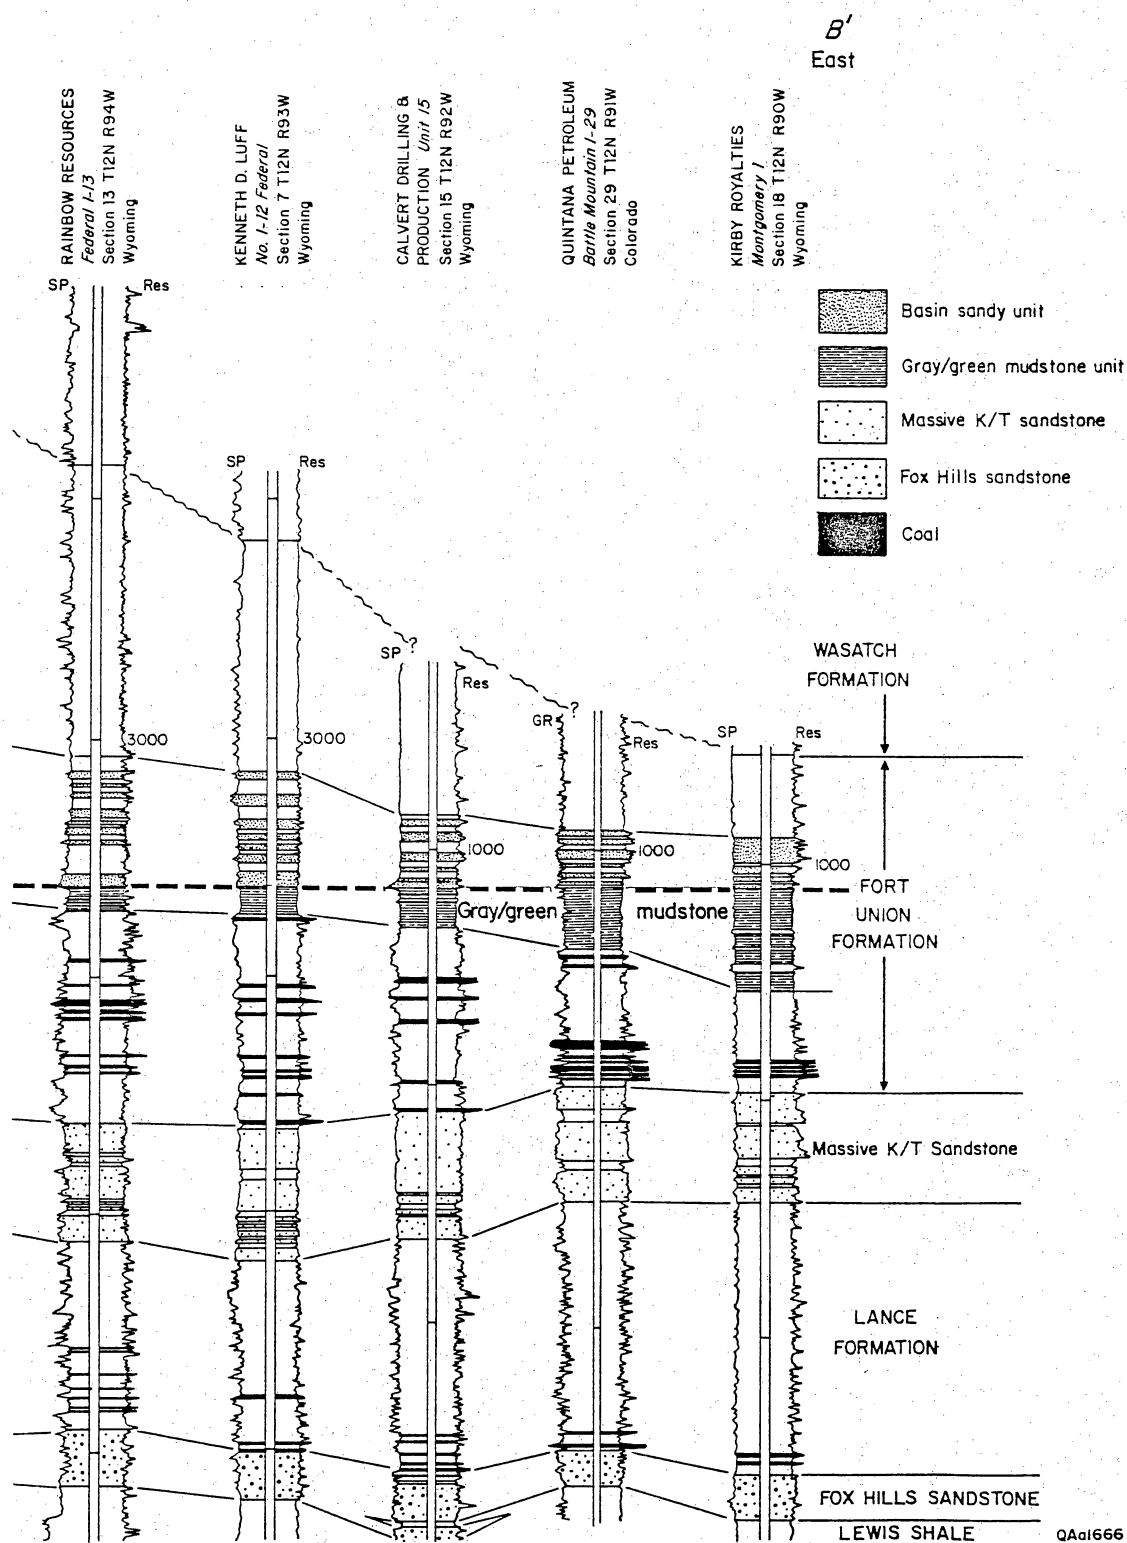 B'
East
RAINBOW RESOURCES
Federal 1-13
Section 13 T12N R94W
Wyoming
KENNETH D. LUFF
No. 1-12 Federal
Section 7 T12N R93W
Wyoming
CALVERT DRILLING &
PRODUCTION Unit 15
Section 15 T12N R92W
Wyoming
QUINTANA PETROLEUM
Battle Mountain 1-29
Section 29 T12N R91W
Colorado
KIRBY ROYALTIES
Montgomery 1
Section 18 T12N R90W
Wyoming
SP Res
Basin sandy unit
Gray/green mudstone unit
Massive K/T sandstone
Fox Hills sandstone
Coal
SP Res
?
SP
Res
WASATCH
FORMATION
?
GR
Res
SP Res
3000
3000
1000
1000
1000
FORT
UNION
FORMATION
Gray/green mudstone
Massive K/T Sandstone
LANCE
FORMATION
FOX HILLS SANDSTONE
LEWIS SHALE
QAa1666